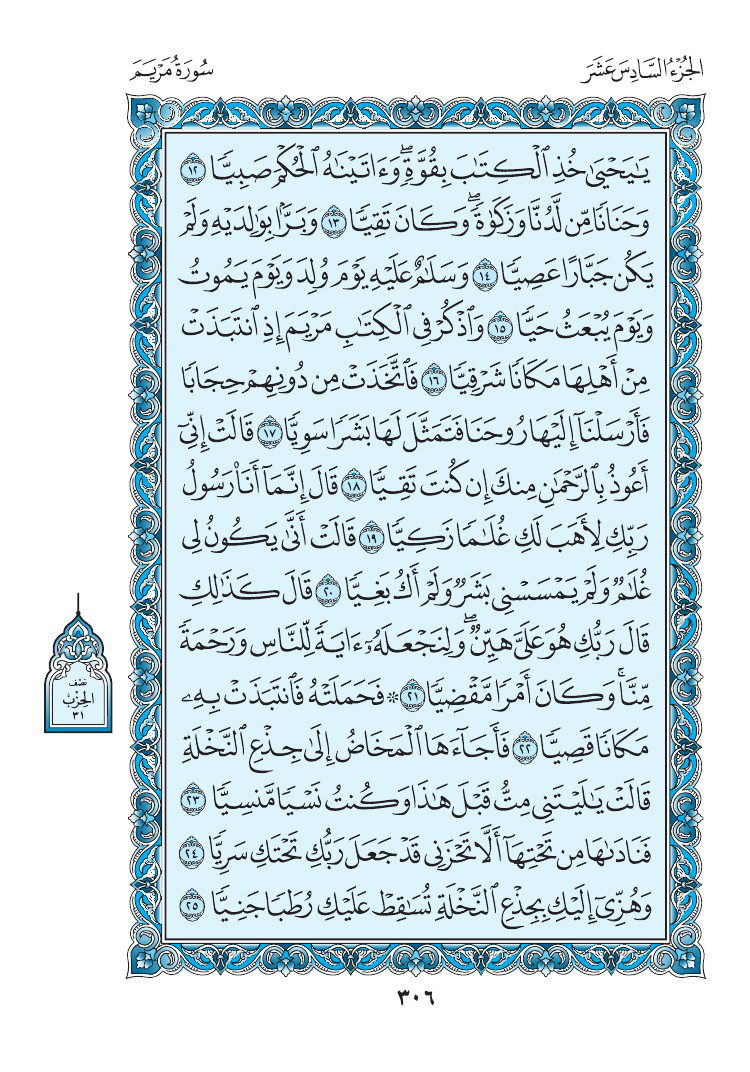 الجُزْءُ السَّادِسَ عَشَرَ
سُورَةُ مَرْيَمَ
يَٰيَحْيَىٰ خُذِ ٱلْكِتَٰبَ بِقُوَّةٖۖ وَءَاتَيْنَٰهُ ٱلْحُكْمَ صَبِيّٗا ١٢
وَحَنَانٗا مِّن لَّدُنَّا وَزَكَوٰةٗۖ وَكَانَ تَقِيّٗا ١٣ وَبَرَّۢا بِوَٰلِدَيْهِ وَلَمْ
يَكُن جَبَّارًا عَصِيّٗا ١٤ وَسَلَٰمٌ عَلَيْهِ يَوْمَ وُلِدَ وَيَوْمَ يَمُوتُ
وَيَوْمَ يُبْعَثُ حَيّٗا ١٥ وَٱذْكُرْ فِي ٱلْكِتَٰبِ مَرْيَمَ إِذِ ٱنتَبَذَتْ
مِنْ أَهْلِهَا مَكَانٗا شَرْقِيّٗا ١٦ فَٱتَّخَذَتْ مِن دُونِهِمْ حِجَابٗا
فَأَرْسَلْنَآ إِلَيْهَا رُوحَنَا فَتَمَثَّلَ لَهَا بَشَرٗا سَوِيّٗا ١٧ قَالَتْ إِنِّيٓ
أَعُوذُ بِٱلرَّحْمَٰنِ مِنكَ إِن كُنتَ تَقِيّٗا ١٨ قَالَ إِنَّمَآ أَنَا۠ رَسُولُ
رَبِّكِ لِأَهَبَ لَكِ غُلَٰمٗا زَكِيّٗا ١٩ قَالَتْ أَنَّىٰ يَكُونُ لِي
غُلَٰمٞ وَلَمْ يَمْسَسْنِي بَشَرٞ وَلَمْ أَكُ بَغِيّٗا ٢٠ قَالَ كَذَٰلِكِ
قَالَ رَبُّكِ هُوَ عَلَيَّ هَيِّنٞۖ وَلِنَجْعَلَهُۥٓ ءَايَةٗ لِّلنَّاسِ وَرَحْمَةٗ
مِّنَّاۚ وَكَانَ أَمْرٗا مَّقْضِيّٗا ٢١ ۞ فَحَمَلَتْهُ فَٱنتَبَذَتْ بِهِۦ
نِصْف
الحِزْب
٣١
مَكَانٗا قَصِيّٗا ٢٢ فَأَجَآءَهَا ٱلْمَخَاضُ إِلَىٰ جِذْعِ ٱلنَّخْلَةِ
قَالَتْ يَٰلَيْتَنِي مِتُّ قَبْلَ هَٰذَا وَكُنتُ نَسْيٗا مَّنسِيّٗا ٢٣
فَنَادَىٰهَا مِن تَحْتِهَآ أَلَّا تَحْزَنِي قَدْ جَعَلَ رَبُّكِ تَحْتَكِ سَرِيّٗا ٢٤
وَهُزِّيٓ إِلَيْكِ بِجِذْعِ ٱلنَّخْلَةِ تُسَٰقِطْ عَلَيْكِ رُطَبٗا جَنِيّٗا ٢٥
٣٠٦